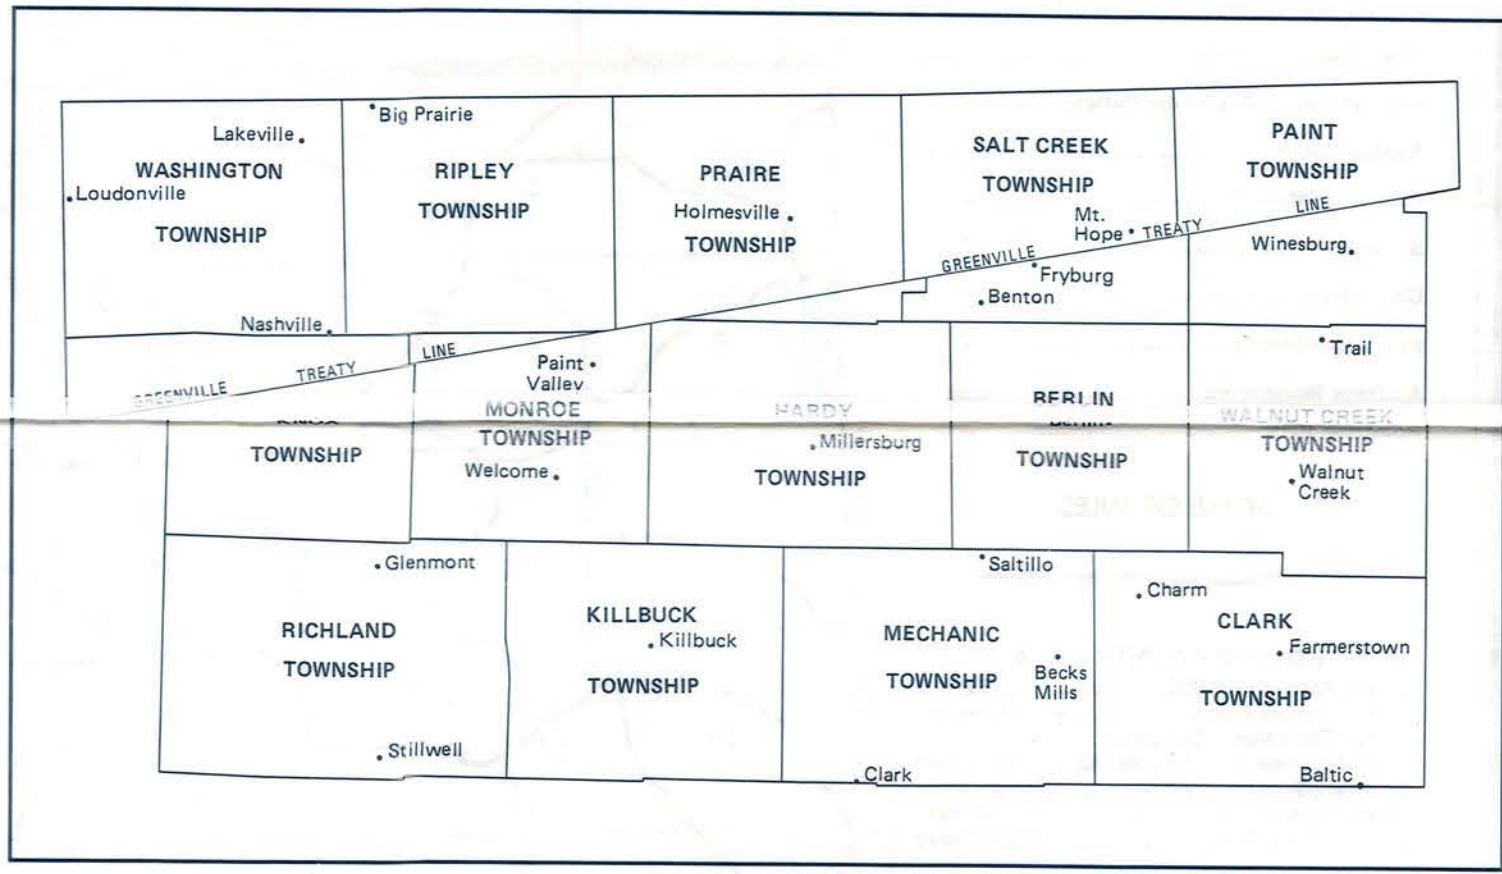 Big Prairie
Lakeville
WASHINGTON
TOWNSHIP
Loudonville
Nashville
RIPLEY
TOWNSHIP
PRAIRE
Holmesville
TOWNSHIP
SALT CREEK
TOWNSHIP
Mt.
Hope
PAINT
TOWNSHIP
GREENVILLE TREATY LINE
Winesburg
Fryburg
Benton
GREENVILLE TREATY LINE
Paint
Valley
MONROE
TOWNSHIP
Welcome
TOWNSHIP
HARDY
Millersburg
TOWNSHIP
BERLIN
Berlin
TOWNSHIP
Trail
WALNUT CREEK
TOWNSHIP
Walnut
Creek
Glenmont
RICHLAND
TOWNSHIP
Stillwell
KILLBUCK
Killbuck
TOWNSHIP
Saltillo
MECHANIC
TOWNSHIP
Becks
Mills
Clark
Charm
CLARK
Farmerstown
TOWNSHIP
Baltic